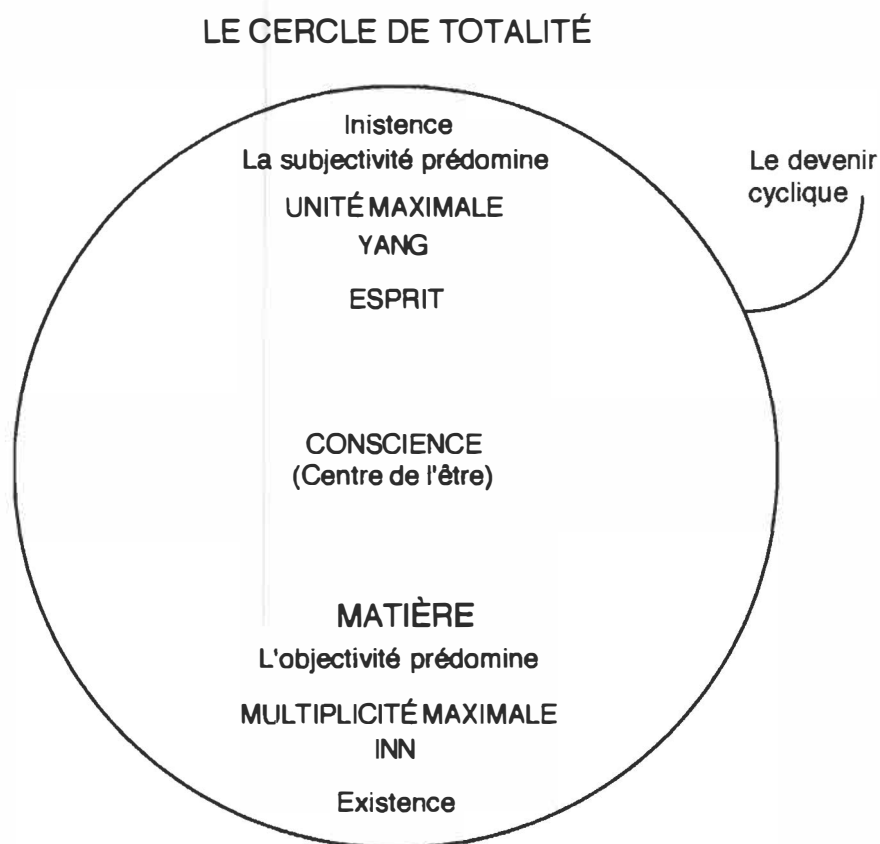 LE CERCLE DE TOTALITÉ
Inistence
La subjectivité prédomine
UNITÉ MAXIMALE
YANG
ESPRIT
Le devenir
cyclique
CONSCIENCE
(Centre de l'être)
MATIÈRE
L'objectivité prédomine
MULTIPLICITÉ MAXIMALE
INN
Existence